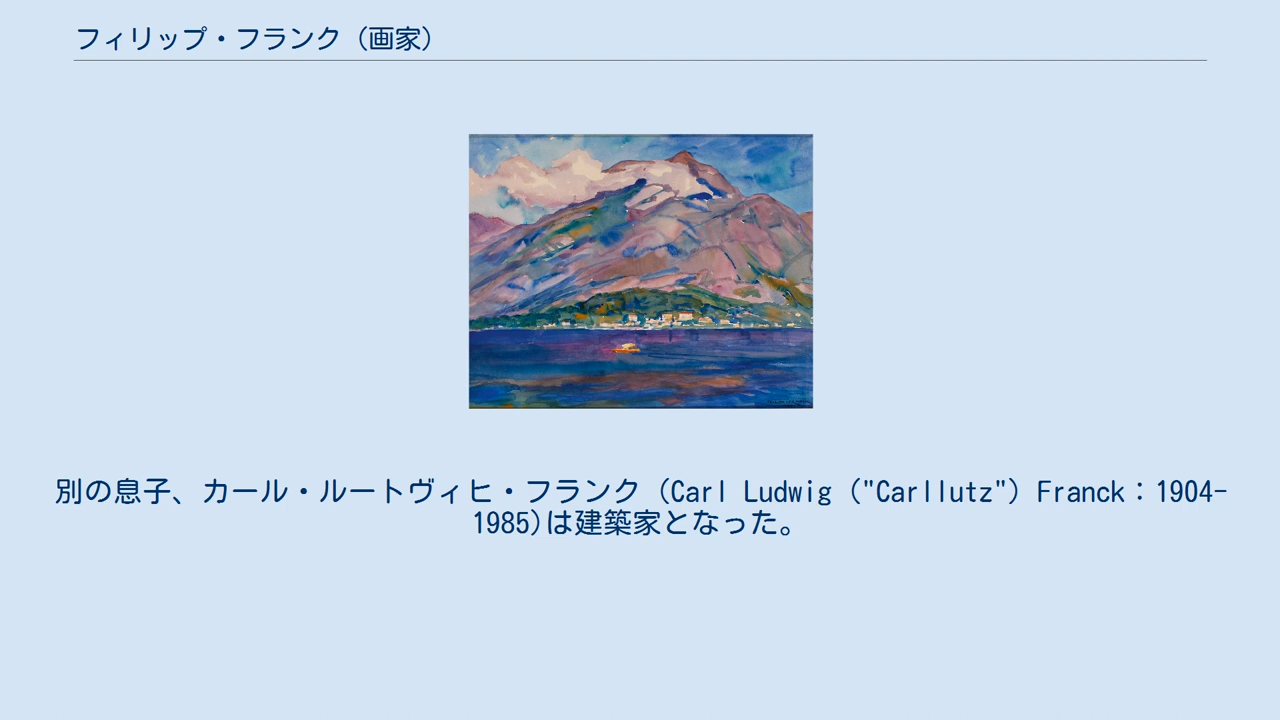 フィリップ・フランク（画家）
別の息子、カール・ルートヴィヒ・フランク（Carl Ludwig（"Carllutz"）Franck：1904-
1985)は建築家となった。